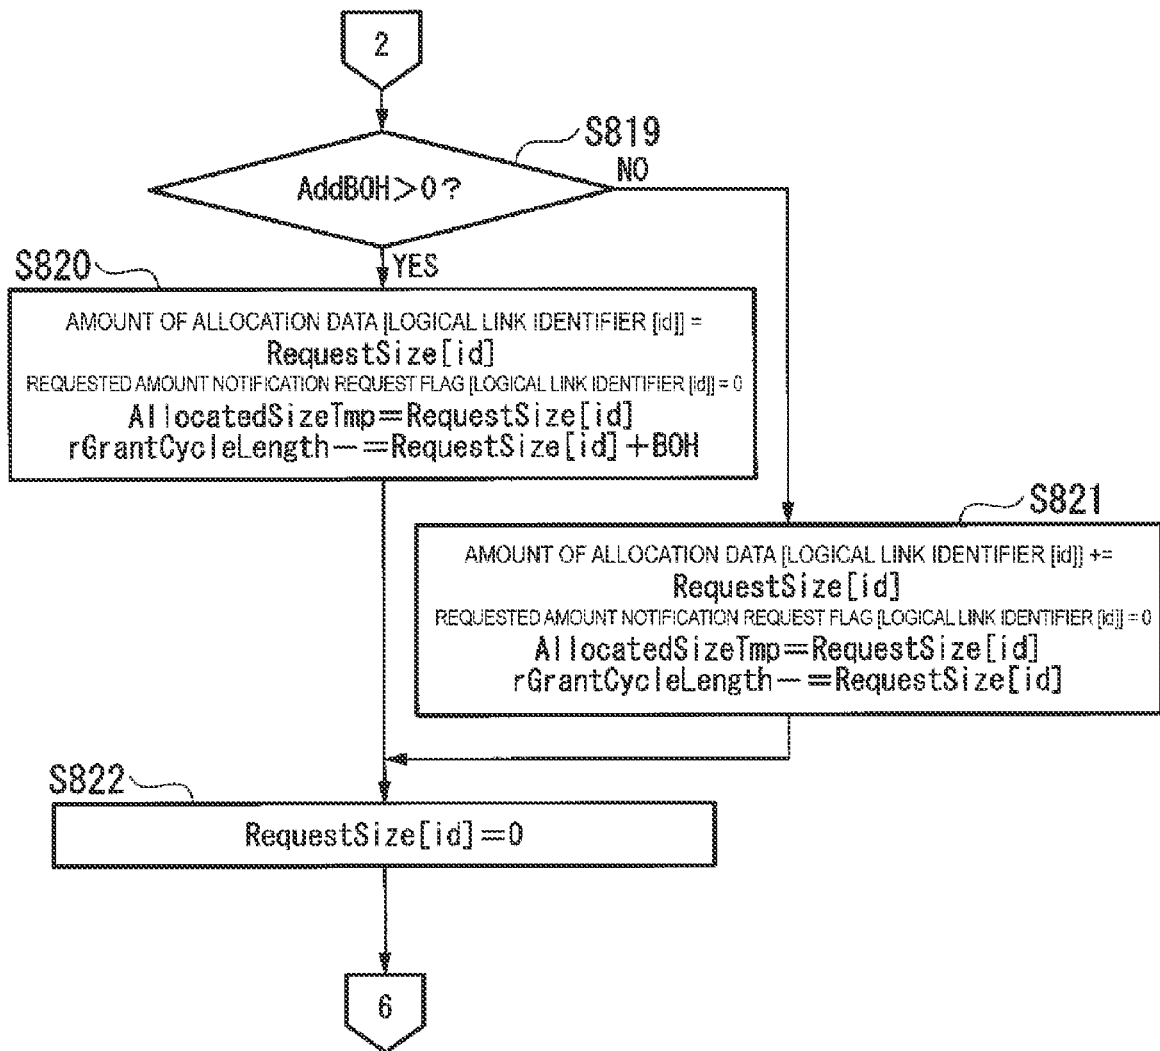 2
S819
AddBOH>0?
NO
YES
S820
AMOUNT OF ALLOCATION DATA [LOGICAL LINK IDENTIFIER [id]] =
RequestSize[id]
REQUESTED AMOUNT NOTIFICATION REQUEST FLAG [LOGICAL LINK IDENTIFIER [id]] = 0
AllocatedSizeTmp=RequestSize[id]
rGrantCycleLength-=RequestSize[id]+BOH
S821
AMOUNT OF ALLOCATION DATA [LOGICAL LINK IDENTIFIER [id]] +=
RequestSize[id]
REQUESTED AMOUNT NOTIFICATION REQUEST FLAG [LOGICAL LINK IDENTIFIER [id]] = 0
AllocatedSizeTmp=RequestSize[id]
rGrantCycleLength-=RequestSize[id]
S822
RequestSize[id]=0
6